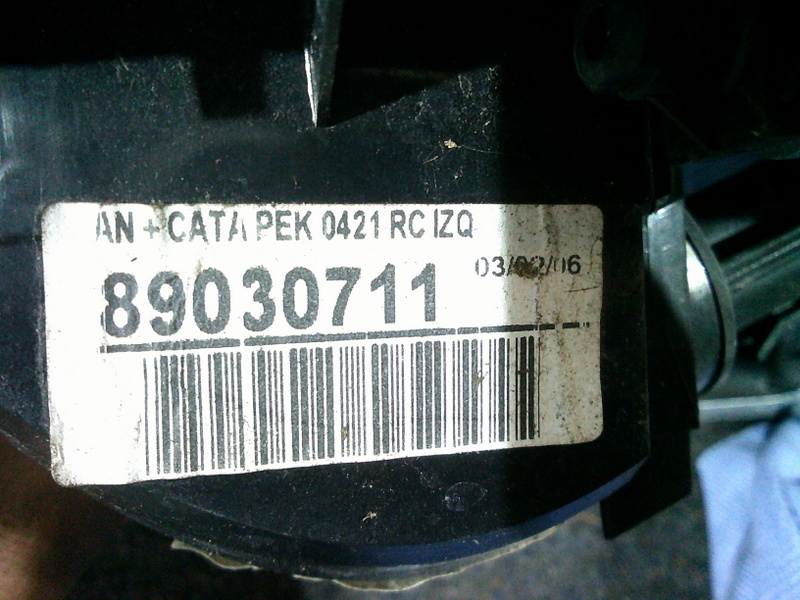 AN + CATA PEK 0421 RC IZQ
03/02/06
89030711